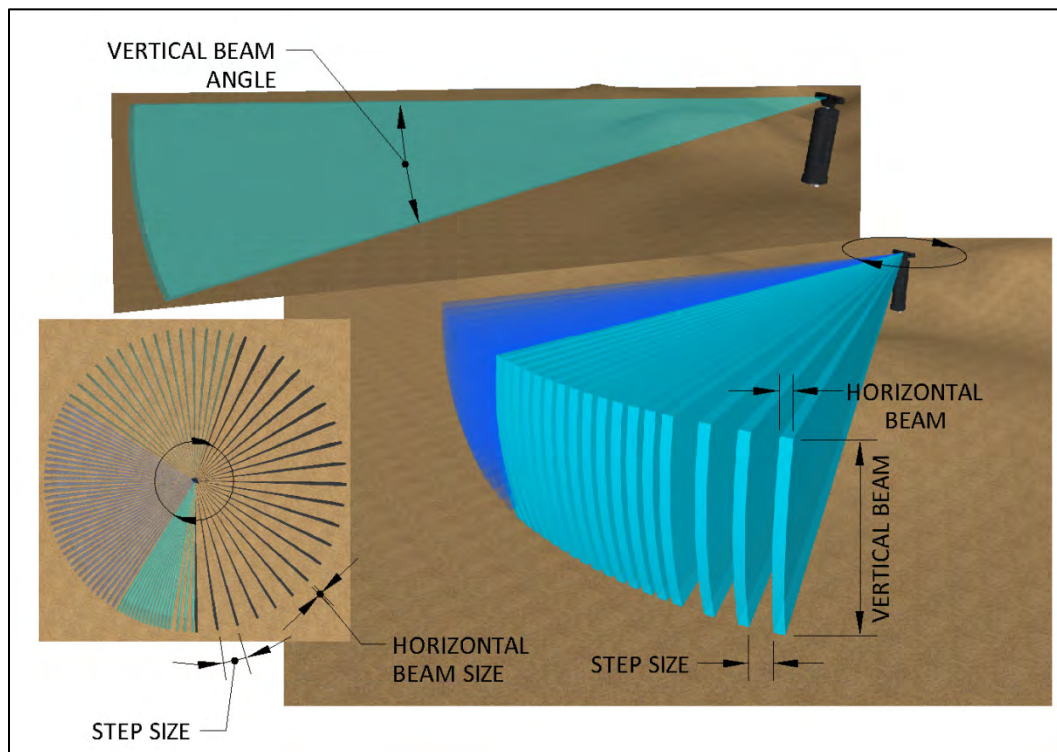 VERTICAL BEAM
ANGLE
HORIZONTAL
BEAM
VERTICAL BEAM
STEP SIZE
HORIZONTAL
BEAM SIZE
STEP SIZE